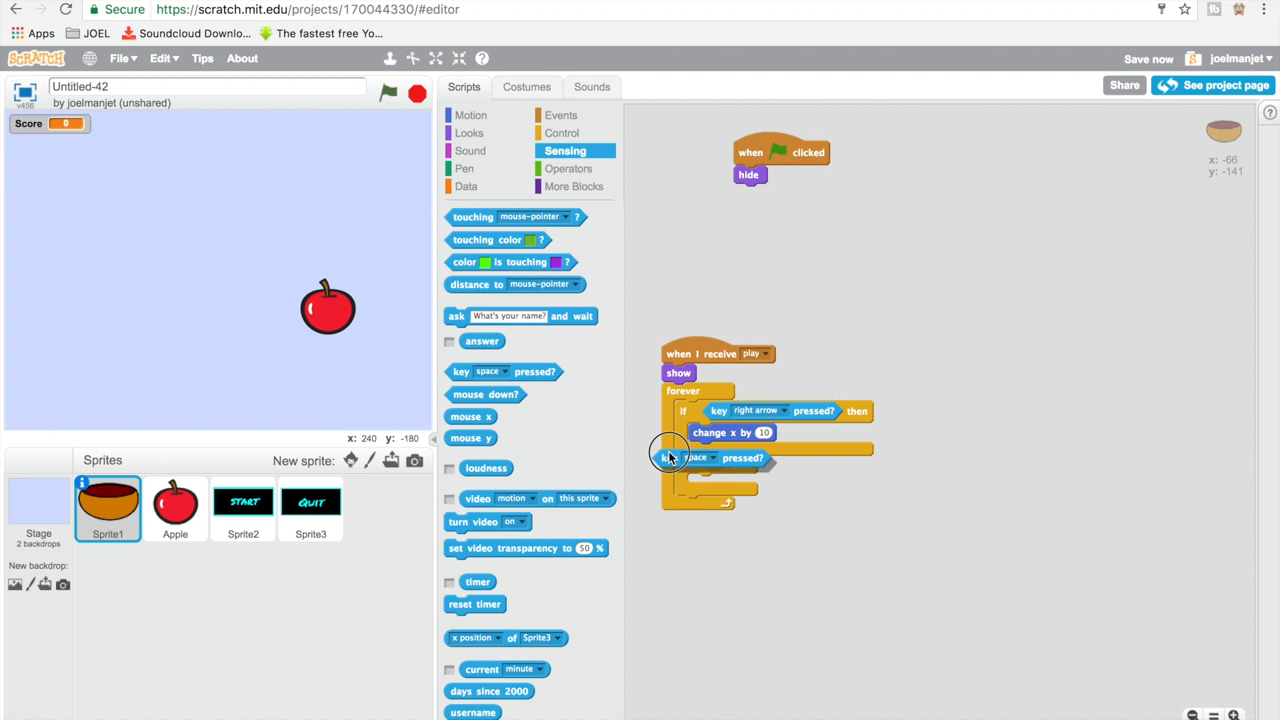 Secure https://scratch.mit.edu/projects/170044330/#editor
Apps JOEL Soundcloud Downlo... The fastest free Yo...
SCRATCH File Edit Tips About Save now joelmanjet
Untitled-42
by joelmanjet (unshared)
v456
Scripts Costumes Sounds
Share See project page
Score 0
Motion Events
Looks Control
Sound Sensing
Pen Operators
Data More Blocks
touching mouse-pointer ?
touching color ?
color is touching ?
distance to mouse-pointer
ask What's your name? and wait
answer
key space pressed?
mouse down?
mouse x
mouse y
loudness
video motion on this sprite
turn video on
set video transparency to 50 %
timer
reset timer
x position of Sprite3
current minute
days since 2000
username
when clicked
hide
x: -66
y: -141
when I receive play
show
forever
if key right arrow pressed? then
change x by 10
space pressed?
x: 240 y: -180
Sprites New sprite:
Stage
2 backdrops
New backdrop:
START
QUIT
Sprite1 Apple Sprite2 Sprite3